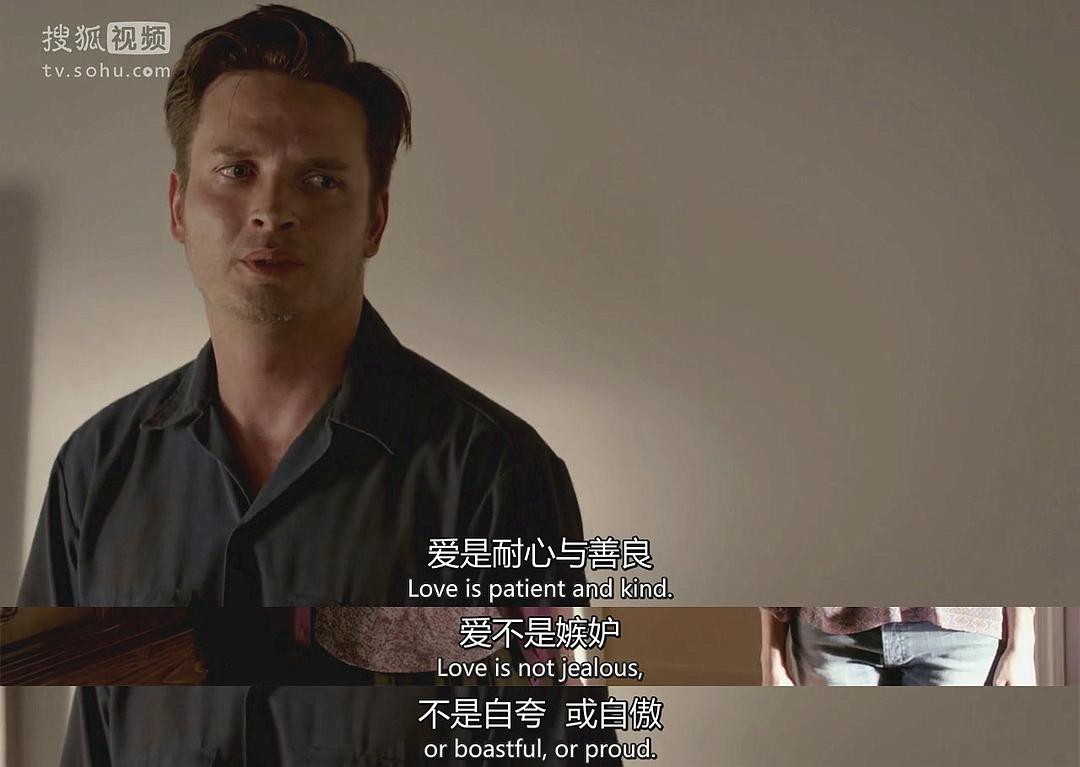 搜狐视频
tv.sohu.com
爱是耐心与善良
Love is patient and kind.
爱不是嫉妒
Love is not jealous,
不是自夸 或自傲
or boastful, or proud.